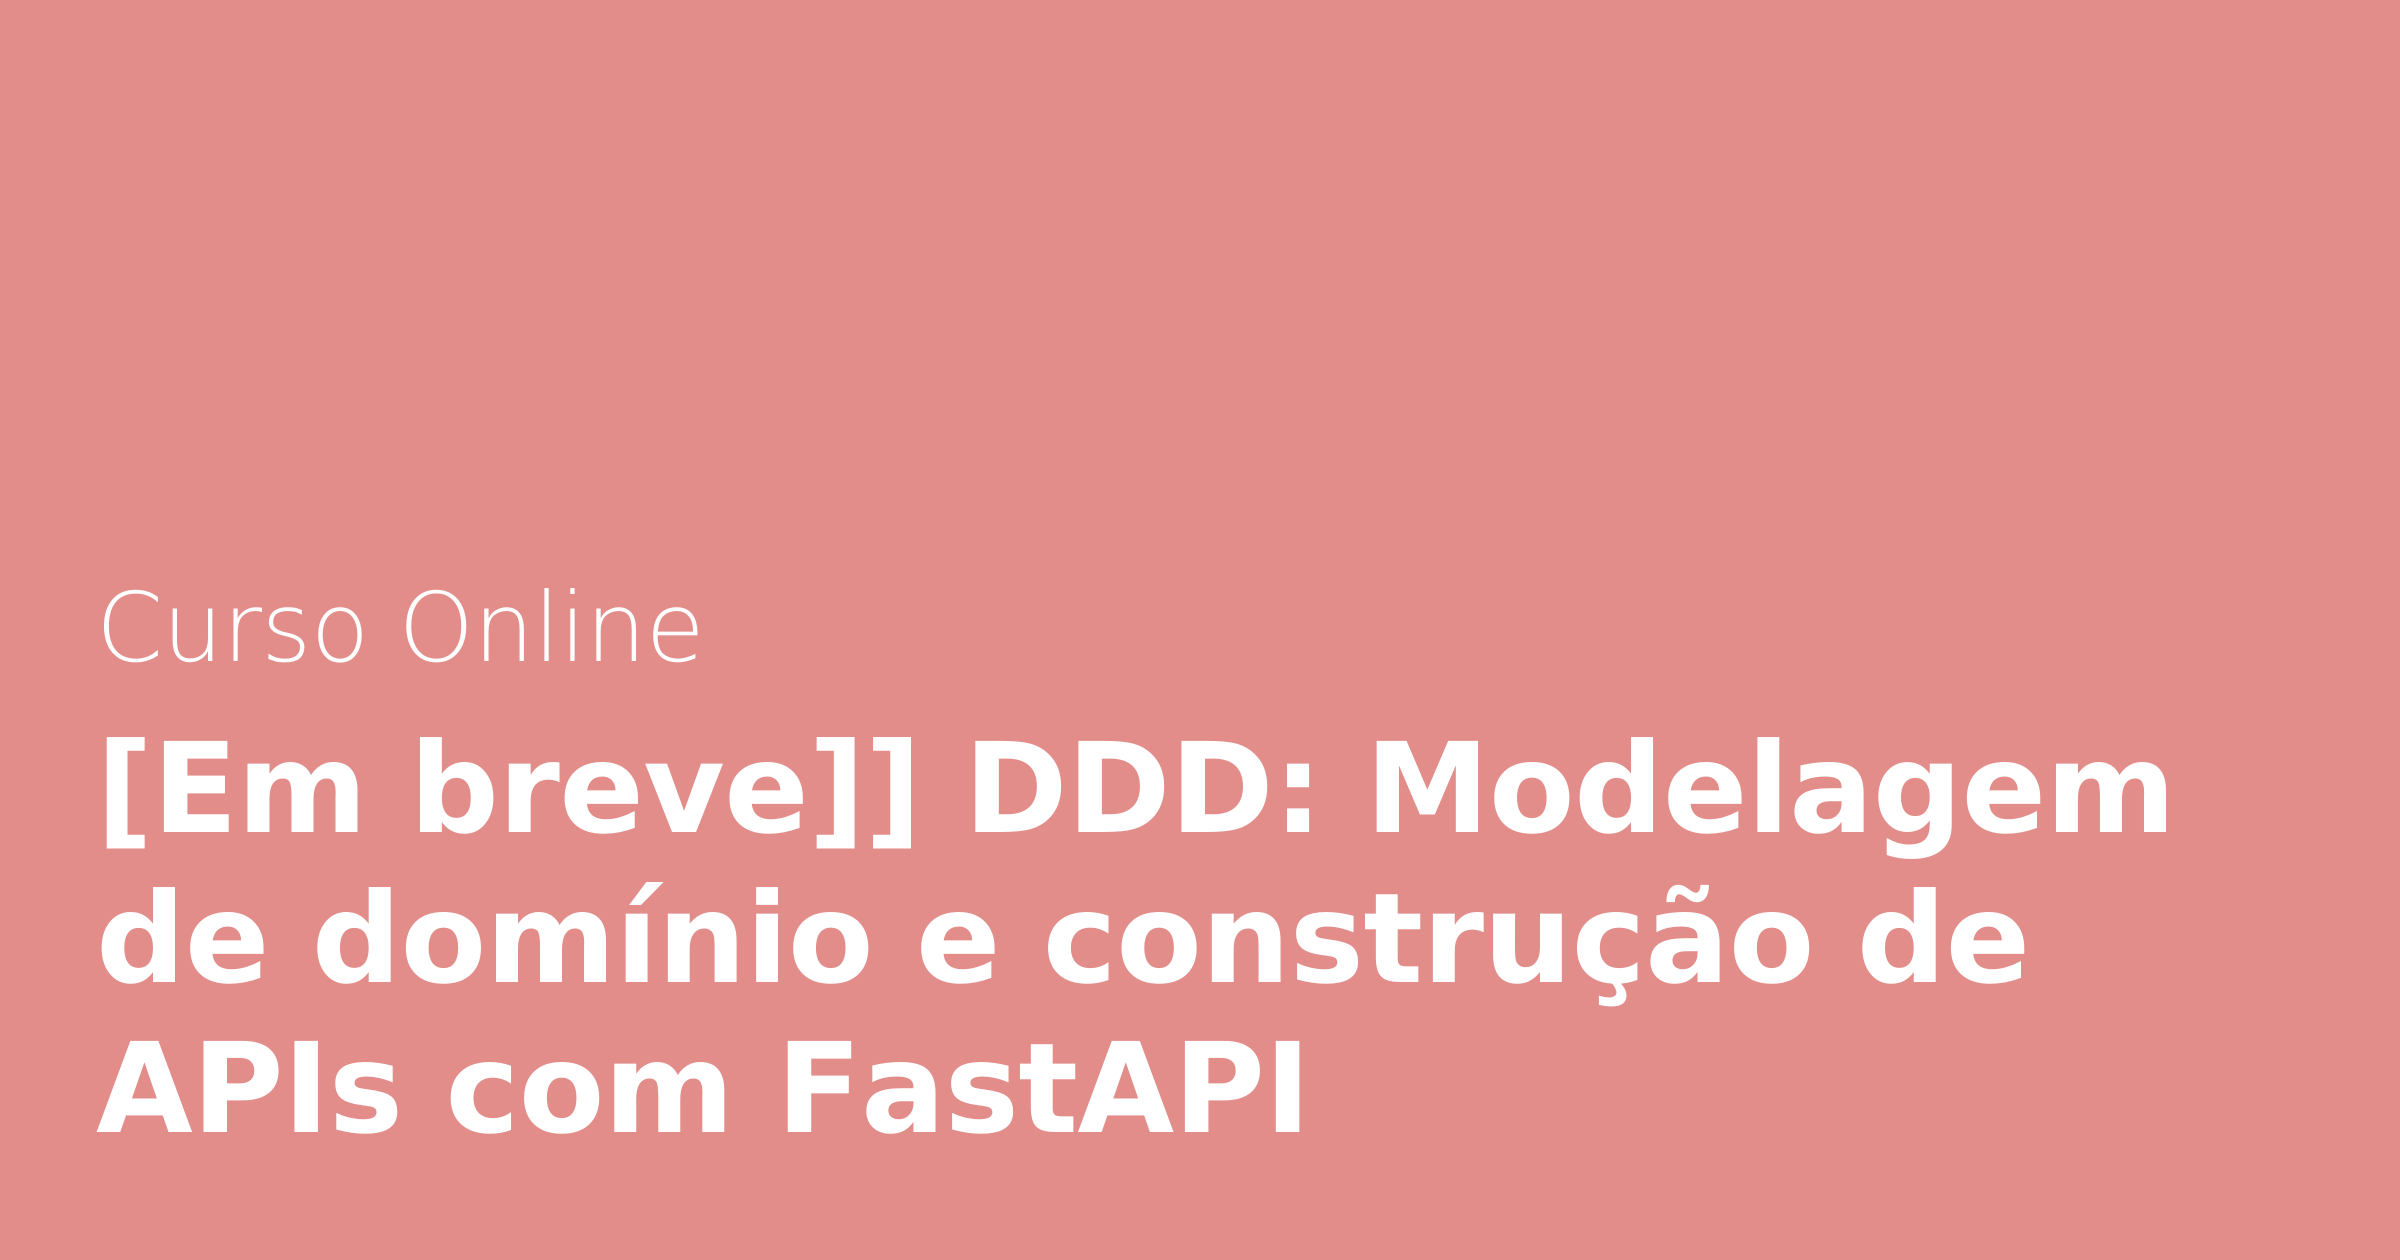 Curso Online
[Em breve]] DDD: Modelagem
de domínio e construção de
APIs com FastAPI